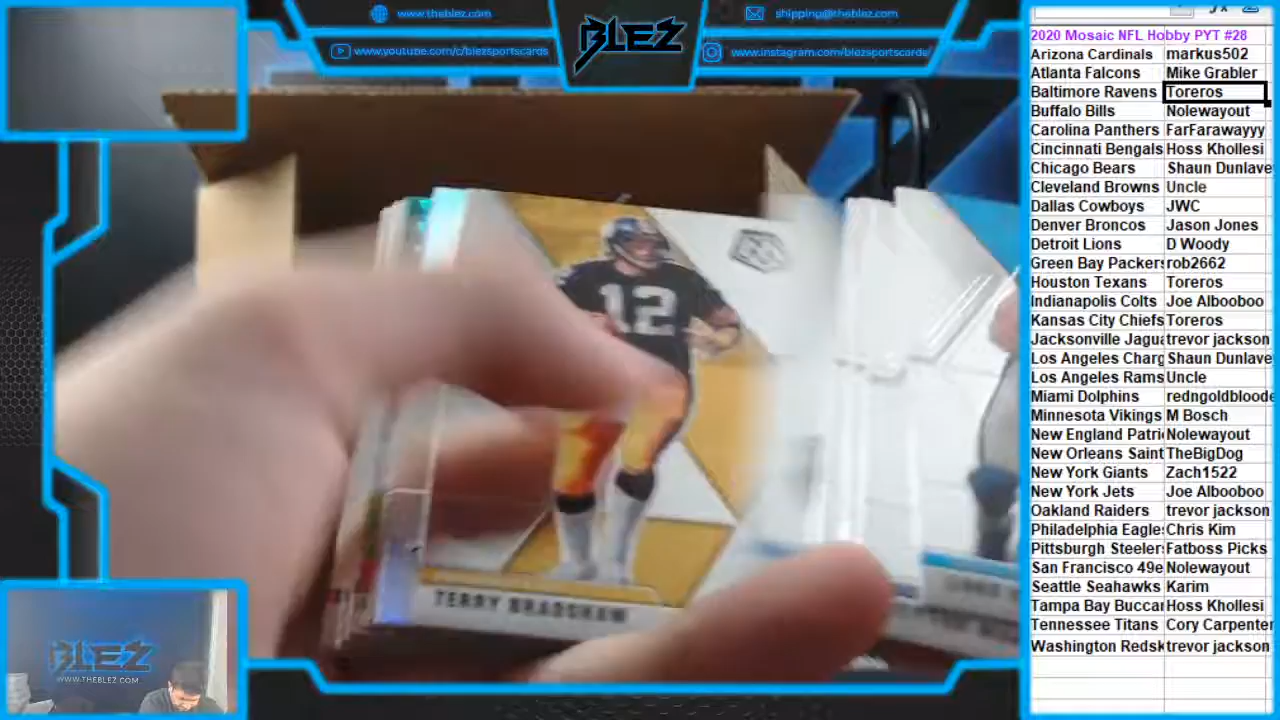 www.theblez.com
shipping@theblez.com
BLEZ
www.youtube.com/c/blezsportscards
www.instagram.com/blezsportscards
2020 Mosaic NFL Hobby PYT #28
Arizona Cardinals markus502
Atlanta Falcons Mike Grabler
Baltimore Ravens Toreros
Buffalo Bills Nolewayout
Carolina Panthers FarFarawayyy
Cincinnati Bengals Hoss Khollesi
Chicago Bears Shaun Dunlave
Cleveland Browns Uncle
Dallas Cowboys JWC
Denver Broncos Jason Jones
Detroit Lions D Woody
Green Bay Packers rob2662
Houston Texans Toreros
Indianapolis Colts Joe Albooboo
Kansas City Chiefs Toreros
Jacksonville Jagua trevor jackson
Los Angeles Charg Shaun Dunlave
Los Angeles Rams Uncle
Miami Dolphins redngoldbloode
Minnesota Vikings M Bosch
New England Patri Nolewayout
New Orleans Saint TheBigDog
New York Giants Zach1522
New York Jets Joe Albooboo
Oakland Raiders trevor jackson
Philadelphia Eagle Chris Kim
Pittsburgh Steeler Fatboss Picks
San Francisco 49e Nolewayout
Seattle Seahawks Karim
Tampa Bay Buccar Hoss Khollesi
Tennessee Titans Cory Carpenter
Washington Redsk trevor jackson
12
TERRY BRADSHAW
BLEZ
WWW.THEBLEZ.COM